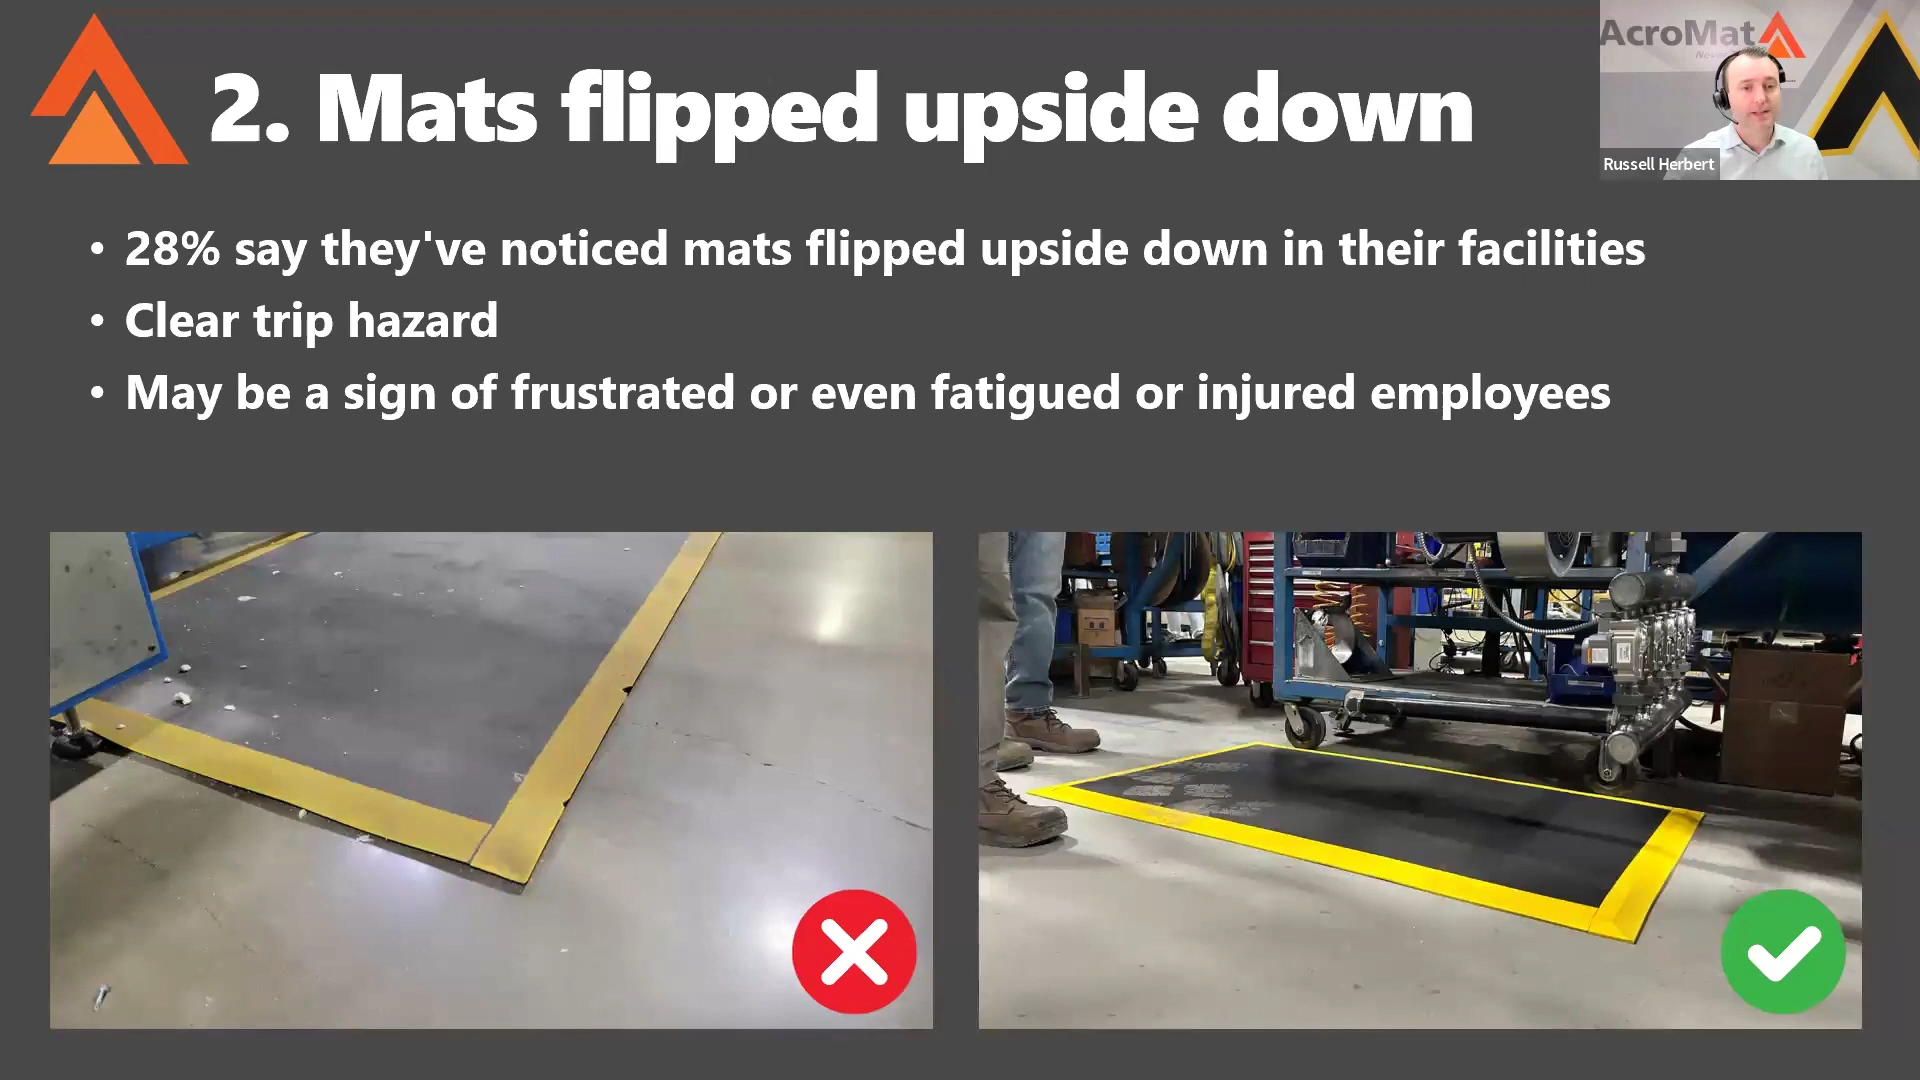 2. Mats flipped upside down
AcroMat
Russell Herbert
• 28% say they've noticed mats flipped upside down in their facilities
• Clear trip hazard
• May be a sign of frustrated or even fatigued or injured employees